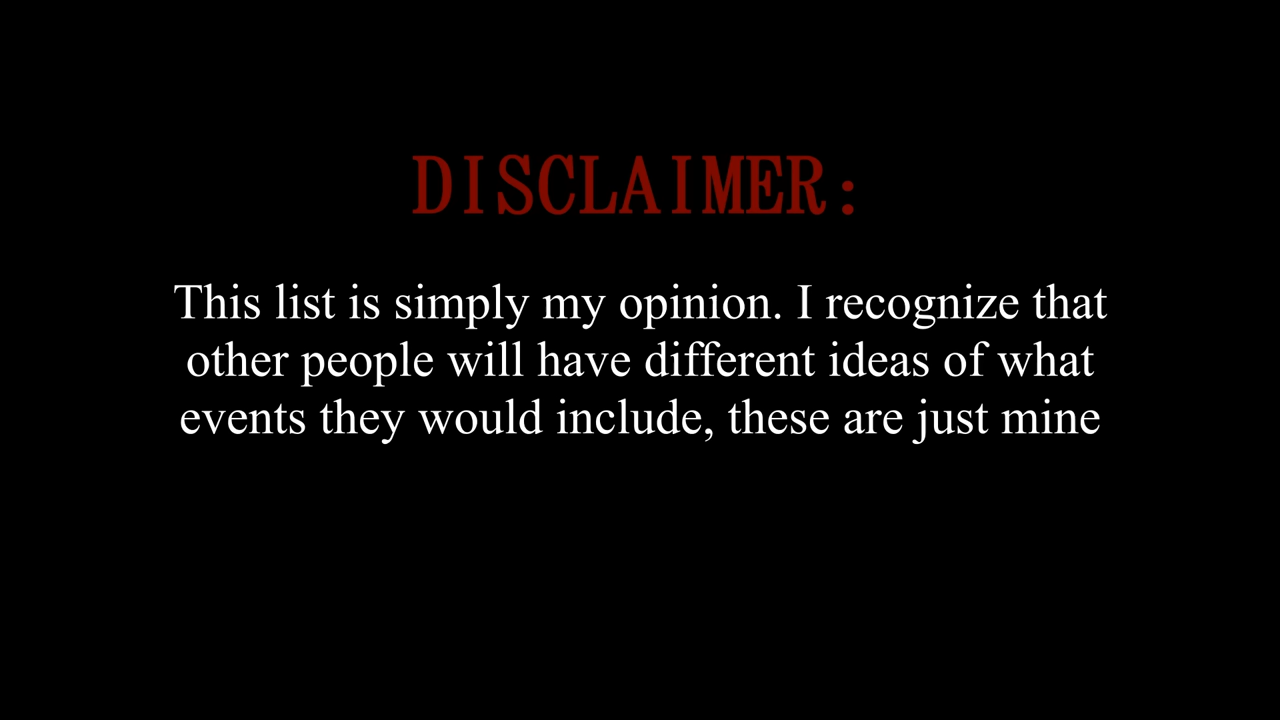 DISCLAIMER:
This list is simply my opinion. I recognize that
other people will have different ideas of what
events they would include, these are just mine